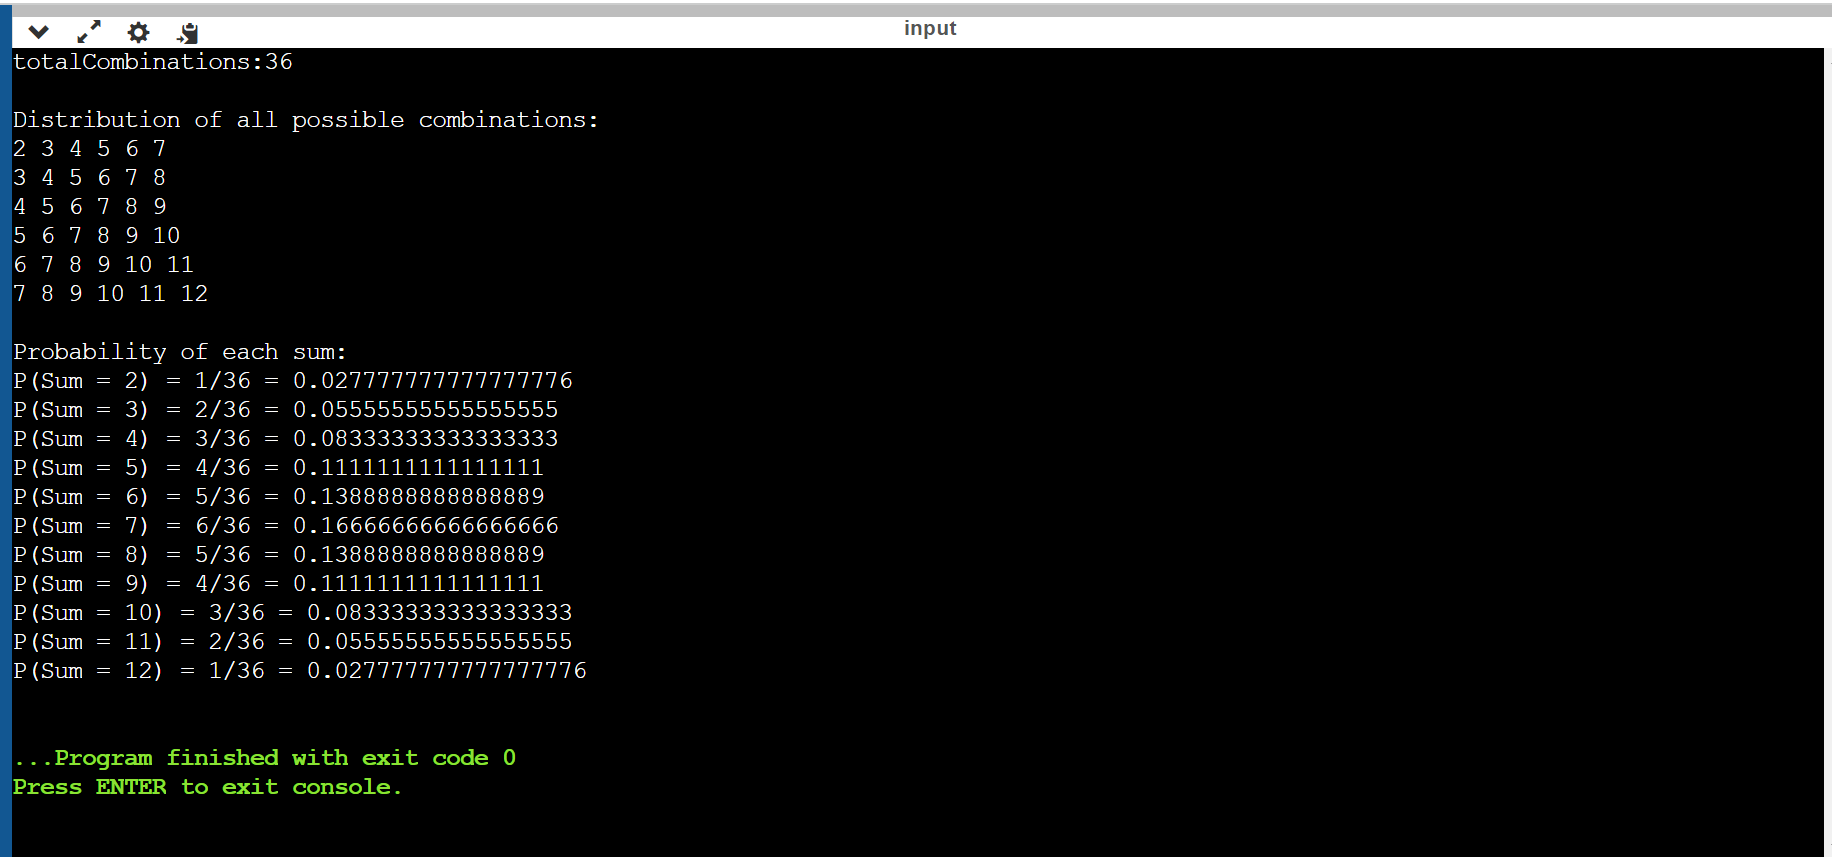 input
totalCombinations:36
Distribution of all possible combinations:
2 3 4 5 6 7
3 4 5 6 7 8
4 5 6 7 8 9
5 6 7 8 9 10
6 7 8 9 10 11
7 8 9 10 11 12
Probability of each sum:
P(Sum = 2) = 1/36 = 0.027777777777777776
P(Sum = 3) = 2/36 = 0.05555555555555555
P(Sum = 4) = 3/36 = 0.08333333333333333
P(Sum = 5) = 4/36 = 0.1111111111111111
P(Sum = 6) = 5/36 = 0.1388888888888889
P(Sum = 7) = 6/36 = 0.16666666666666666
P(Sum = 8) = 5/36 = 0.1388888888888889
P(Sum = 9) = 4/36 = 0.1111111111111111
P(Sum = 10) = 3/36 = 0.08333333333333333
P(Sum = 11) = 2/36 = 0.05555555555555555
P(Sum = 12) = 1/36 = 0.027777777777777776
...Program finished with exit code 0
Press ENTER to exit console.